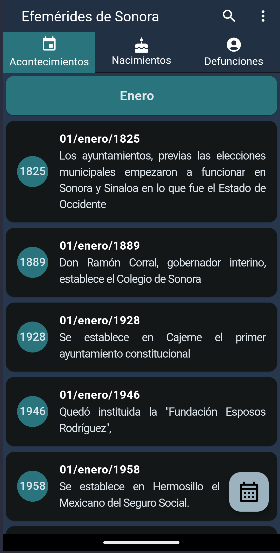 Efemérides de Sonora
Acontecimientos
Nacimientos
Defunciones
Enero
01/enero/1825
1825
Los ayuntamientos, previas las elecciones
municipales empezaron a funcionar en
Sonora y Sinaloa en lo que fue el Estado de
Occidente
01/enero/1889
1889
Don Ramón Corral, gobernador interino,
establece el Colegio de Sonora
01/enero/1928
1928
Se establece en Cajeme el primer
ayuntamiento constitucional
01/enero/1946
1946
Quedó instituida la "Fundación Esposos
Rodríguez",
01/enero/1958
1958
Se establece en Hermosillo el
Mexicano del Seguro Social.